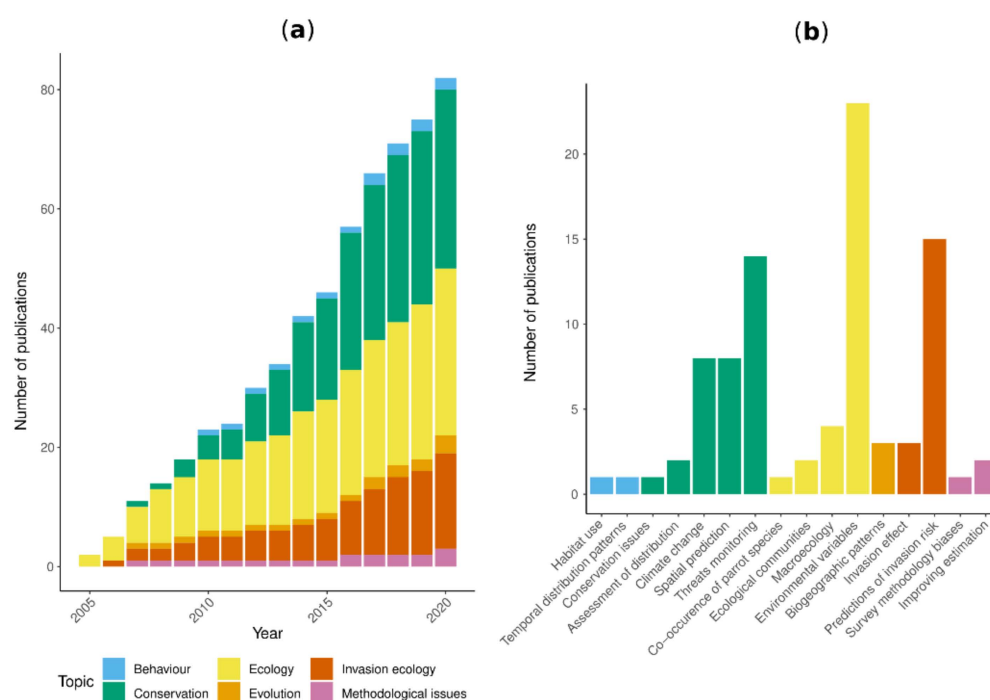 (a)
(b)
Number of publications
80
60
40
20
0
2005
2010
2015
2020
Year
Number of publications
20
15
10
5
0
Habitat use
Temporal distribution patterns
Conservation issues
Assessment of distribution
Climate change
Spatial prediction
Threats monitoring
Co-occurence of parrot species
Ecological communities
Macroecology
Environmental variables
Biogeographic patterns
Invasion effect
Predictions of invasion risk
Survey methodology biases
Improving estimation
Topic
Behaviour
Ecology
Invasion ecology
Conservation
Evolution
Methodological issues